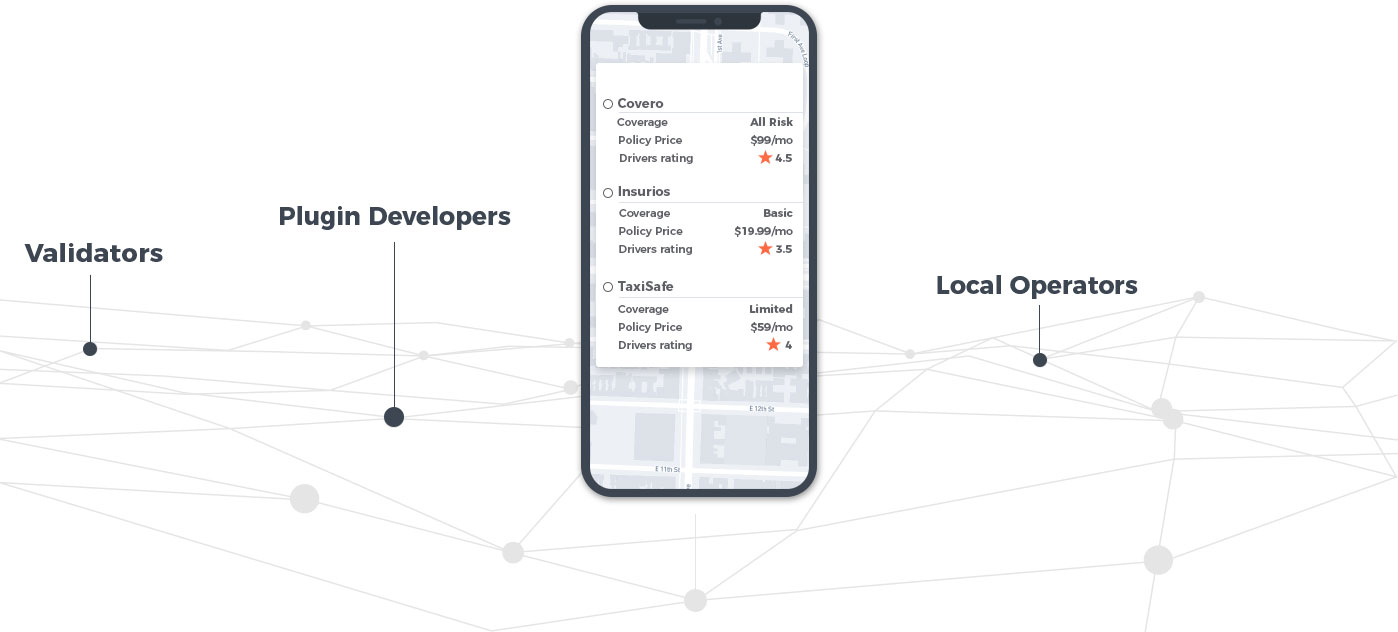 1st Ave
First Ave Loop
Covero
Coverage All Risk
Policy Price $99/mo
Drivers rating 4.5
Insurios
Coverage Basic
Policy Price $19.99/mo
Drivers rating 3.5
TaxiSafe
Coverage Limited
Policy Price $59/mo
Drivers rating 4
E 12th St
E 11th St
Validators
Plugin Developers
Local Operators